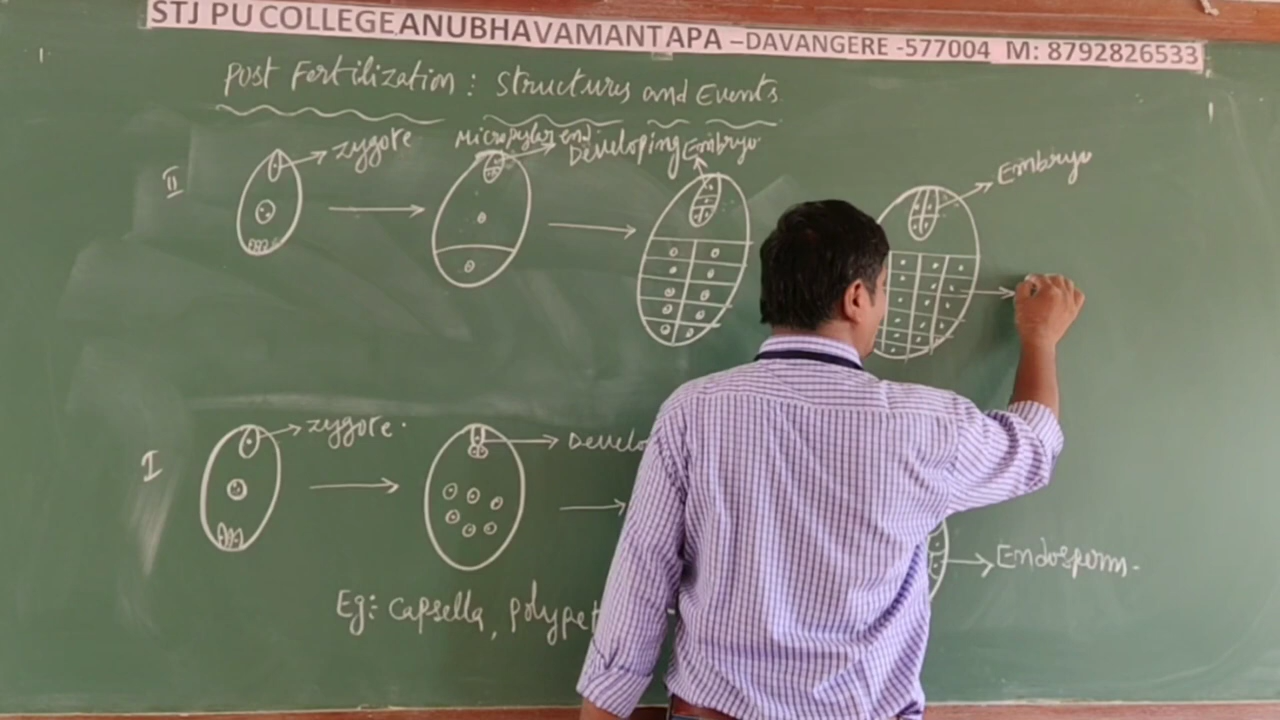 STJ PU COLLEGE ANUBHAVAMANTAPA –DAVANGERE -577004 M: 8792826533
Post Fertilization : Structures and Events
II
zygote
Micropylar end
Developing Embryo
Embryo
I
zygote.
Develo
Endosperm.
Eg: Capsella, Polypet